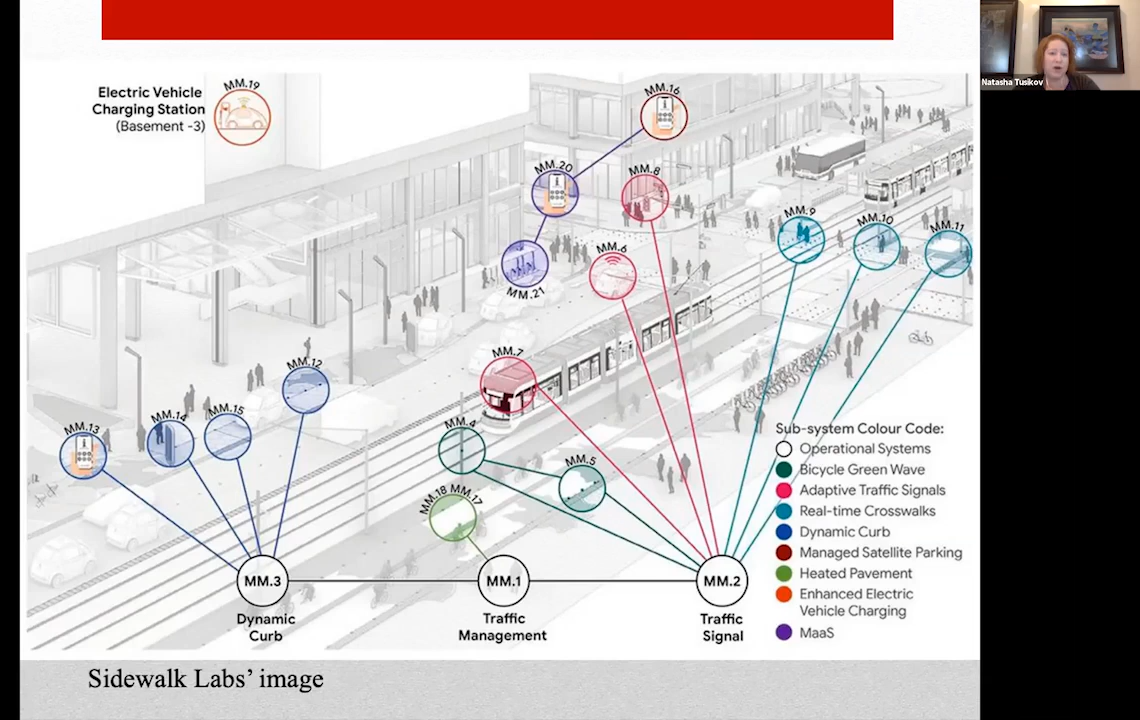 Electric Vehicle
Charging Station
(Basement -3)
MM.19
MM.16
MM.20
MM.8
MM.21
MM.6
MM.9
MM.10
MM.11
MM.7
MM.12
MM.13
MM.14
MM.15
MM.4
MM.5
MM.18 MM.17
MM.3
Dynamic
Curb
MM.1
Traffic
Management
MM.2
Traffic
Signal
Sub-system Colour Code:
Operational Systems
Bicycle Green Wave
Adaptive Traffic Signals
Real-time Crosswalks
Dynamic Curb
Managed Satellite Parking
Heated Pavement
Enhanced Electric
Vehicle Charging
MaaS
Sidewalk Labs' image
Natasha Tusikov